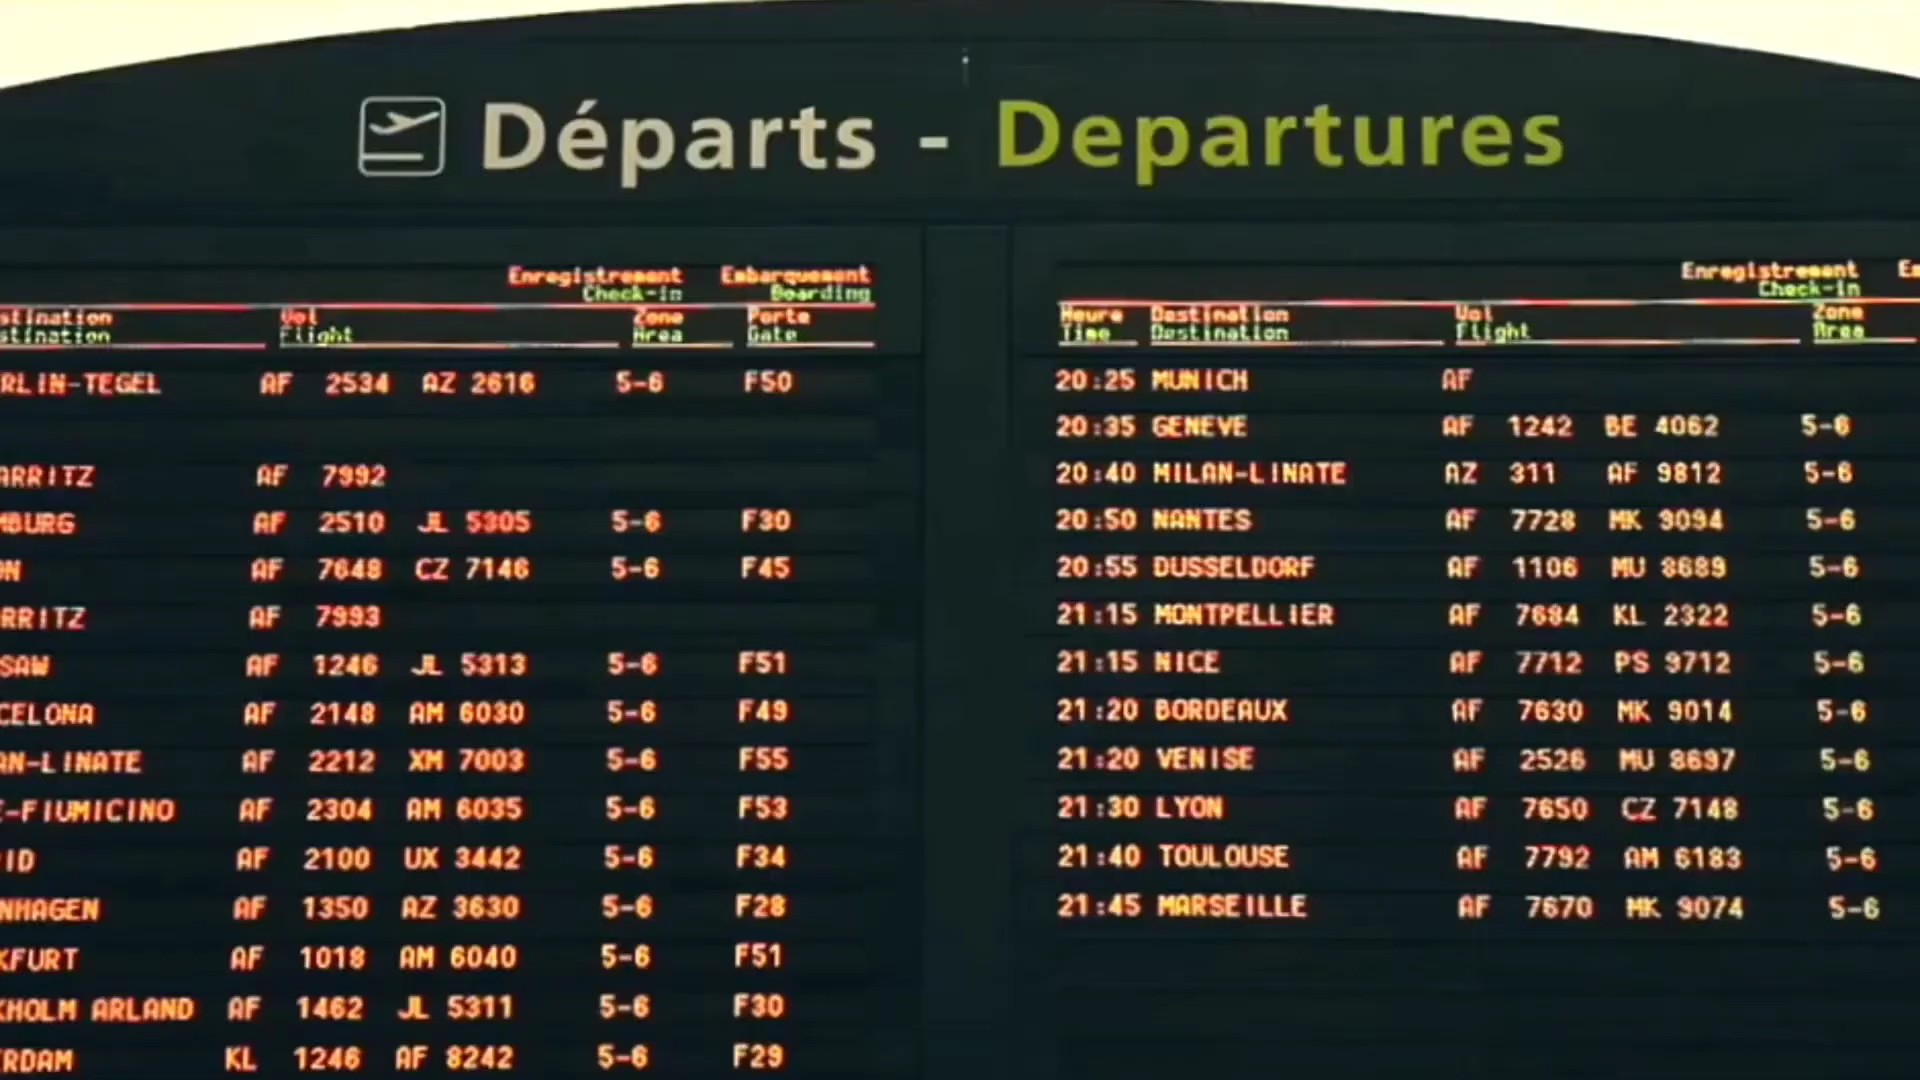 Départs - Departures
Enregistrement Embarquement
Check-in Boarding
stination Vol Zone Porte
stination Flight Area Gate
RLIN-TEGEL AF 2534 AZ 2616 5-6 F50
ARRITZ AF 7992
MBURG AF 2510 JL 5305 5-6 F30
ON AF 7648 CZ 7146 5-6 F45
RRITZ AF 7993
SAW AF 1246 JL 5313 5-6 F51
CELONA AF 2148 AM 6030 5-6 F49
AN-LINATE AF 2212 XM 7003 5-6 F55
E-FIUMICINO AF 2304 AM 6035 5-6 F53
ID AF 2100 UX 3442 5-6 F34
NHAGEN AF 1350 AZ 3630 5-6 F28
KFURT AF 1018 AM 6040 5-6 F51
KHOLM ARLAND AF 1462 JL 5311 5-6 F30
RDAM KL 1246 AF 8242 5-6 F29
Enregistrement
Check-in
Heure Destination Vol Zone
Time Destination Flight Area
20:25 MUNICH AF
20:35 GENEVE AF 1242 BE 4062 5-6
20:40 MILAN-LINATE AZ 311 AF 9812 5-6
20:50 NANTES AF 7728 MK 9094 5-6
20:55 DUSSELDORF AF 1106 MU 8689 5-6
21:15 MONTPELLIER AF 7684 KL 2322 5-6
21:15 NICE AF 7712 PS 9712 5-6
21:20 BORDEAUX AF 7630 MK 9014 5-6
21:20 VENISE AF 2526 MU 8697 5-6
21:30 LYON AF 7650 CZ 7148 5-6
21:40 TOULOUSE AF 7792 AM 6183 5-6
21:45 MARSEILLE AF 7670 MK 9074 5-6